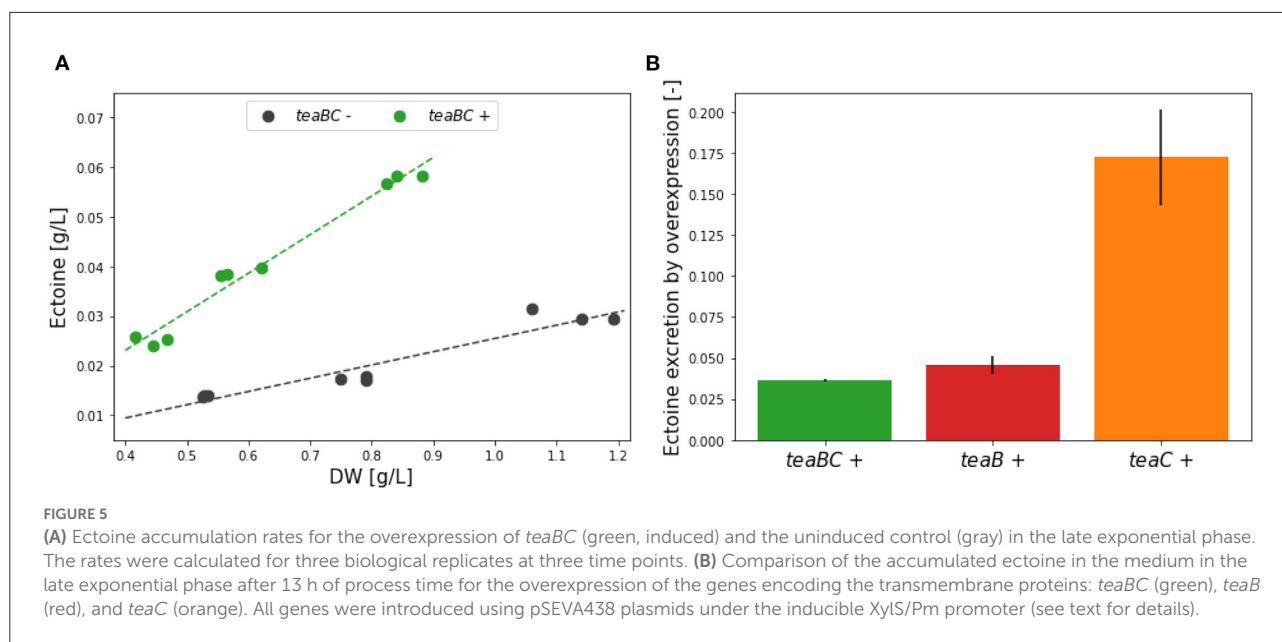 A
teaBC -
teaBC +
0.07
0.06
0.05
0.04
0.03
0.02
0.01
Ectoine [g/L]
0.4 0.5 0.6 0.7 0.8 0.9 1.0 1.1 1.2
DW [g/L]
B
0.200
0.175
0.150
0.125
0.100
0.075
0.050
0.025
0.000
Ectoine excretion by overexpression [-]
teaBC + teaB + teaC +
FIGURE 5
(A) Ectoine accumulation rates for the overexpression of teaBC (green, induced) and the uninduced control (gray) in the late exponential phase.
The rates were calculated for three biological replicates at three time points. (B) Comparison of the accumulated ectoine in the medium in the
late exponential phase after 13 h of process time for the overexpression of the genes encoding the transmembrane proteins: teaBC (green), teaB
(red), and teaC (orange). All genes were introduced using pSEVA438 plasmids under the inducible XylS/Pm promoter (see text for details).